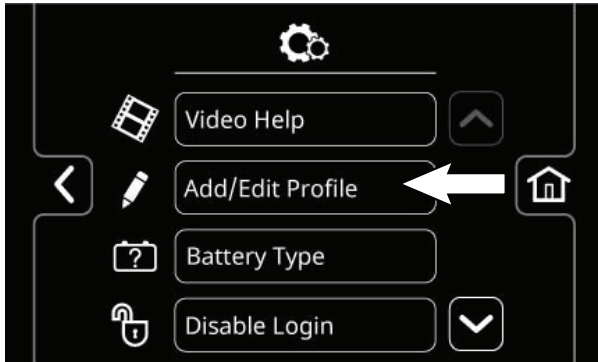 Video Help
Add/Edit Profile
?
Battery Type
Disable Login